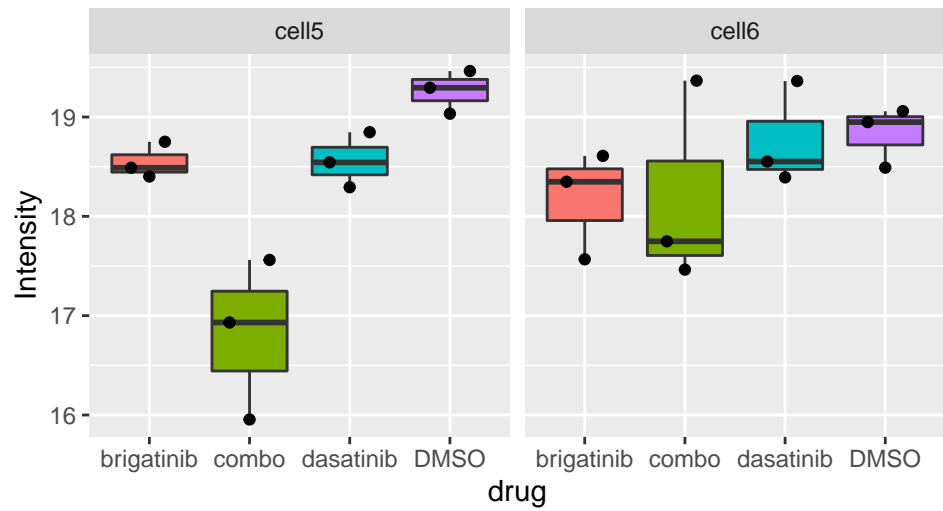 cell5 cell6
Intensity
19
18
17
16
brigatinib combo dasatinib DMSO brigatinib combo dasatinib DMSO
drug